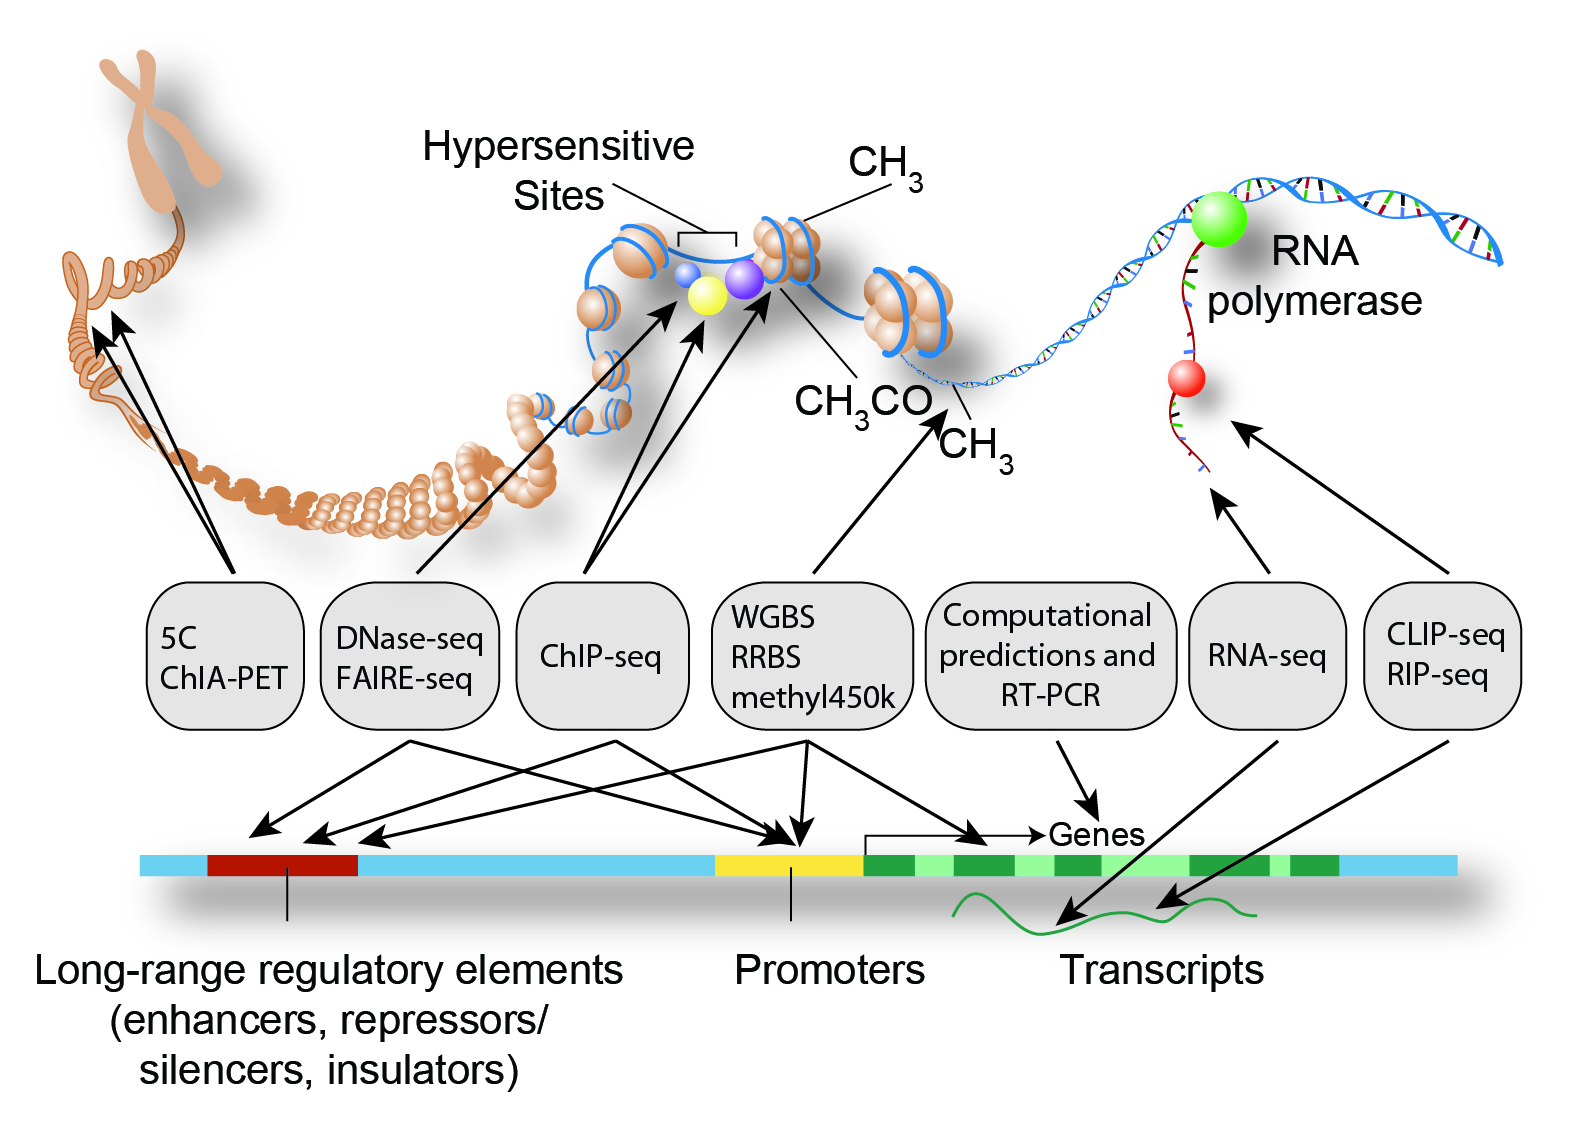 Hypersensitive
Sites
CH3
RNA
polymerase
CH3CO
CH3
5C
ChIA-PET
DNase-seq
FAIRE-seq
ChIP-seq
WGBS
RRBS
methyl450k
Computational
predictions and
RT-PCR
RNA-seq
CLIP-seq
RIP-seq
Genes
Long-range regulatory elements
(enhancers, repressors/
silencers, insulators)
Promoters
Transcripts